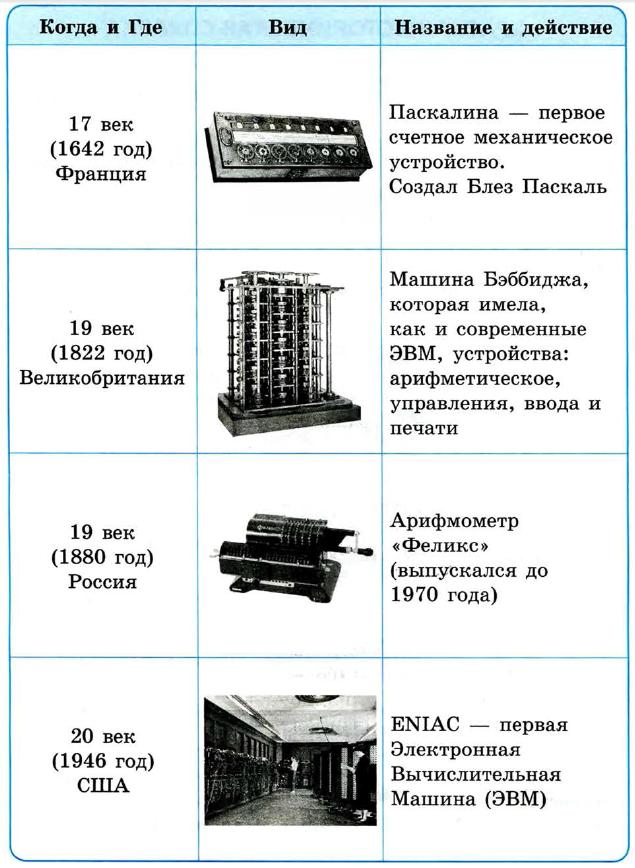 Когда и Где
Вид
Название и действие
17 век
(1642 год)
Франция
Паскалина — первое
счетное механическое
устройство.
Создал Блез Паскаль
19 век
(1822 год)
Великобритания
Машина Бэббиджа,
которая имела,
как и современные
ЭВМ, устройства:
арифметическое,
управления, ввода и
печати
19 век
(1880 год)
Россия
Арифмометр
«Феликс»
(выпускался до
1970 года)
20 век
(1946 год)
США
ENIAC — первая
Электронная
Вычислительная
Машина (ЭВМ)